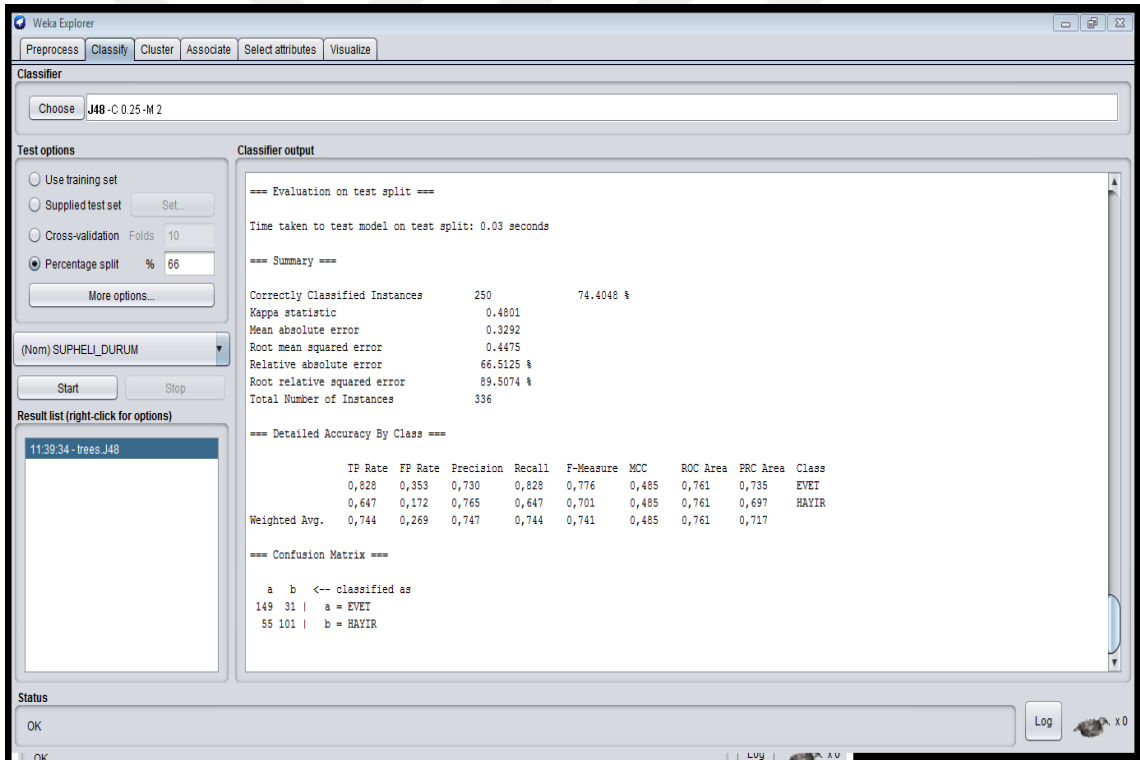 Weka Explorer
Preprocess Classify Cluster Associate Select attributes Visualize
Classifier
Choose J48 -C 0.25 -M 2
Test options
Use training set
Supplied test set Set...
Cross-validation Folds 10
Percentage split % 66
More options...
(Nom) SUPHELI_DURUM
Start Stop
Result list (right-click for options)
11:39:34 - trees.J48
Classifier output
=== Evaluation on test split ===
Time taken to test model on test split: 0.03 seconds
=== Summary ===
Correctly Classified Instances 250 74.4048 %
Kappa statistic 0.4801
Mean absolute error 0.3292
Root mean squared error 0.4475
Relative absolute error 66.5125 %
Root relative squared error 89.5074 %
Total Number of Instances 336
=== Detailed Accuracy By Class ===
TP Rate FP Rate Precision Recall F-Measure MCC ROC Area PRC Area Class
0,828 0,353 0,730 0,828 0,776 0,485 0,761 0,735 EVET
0,647 0,172 0,765 0,647 0,701 0,485 0,761 0,697 HAYIR
Weighted Avg. 0,744 0,269 0,747 0,744 0,741 0,485 0,761 0,717
=== Confusion Matrix ===
a b <-- classified as
149 31 | a = EVET
55 101 | b = HAYIR
Status
OK
Log x 0
OK Log x 0